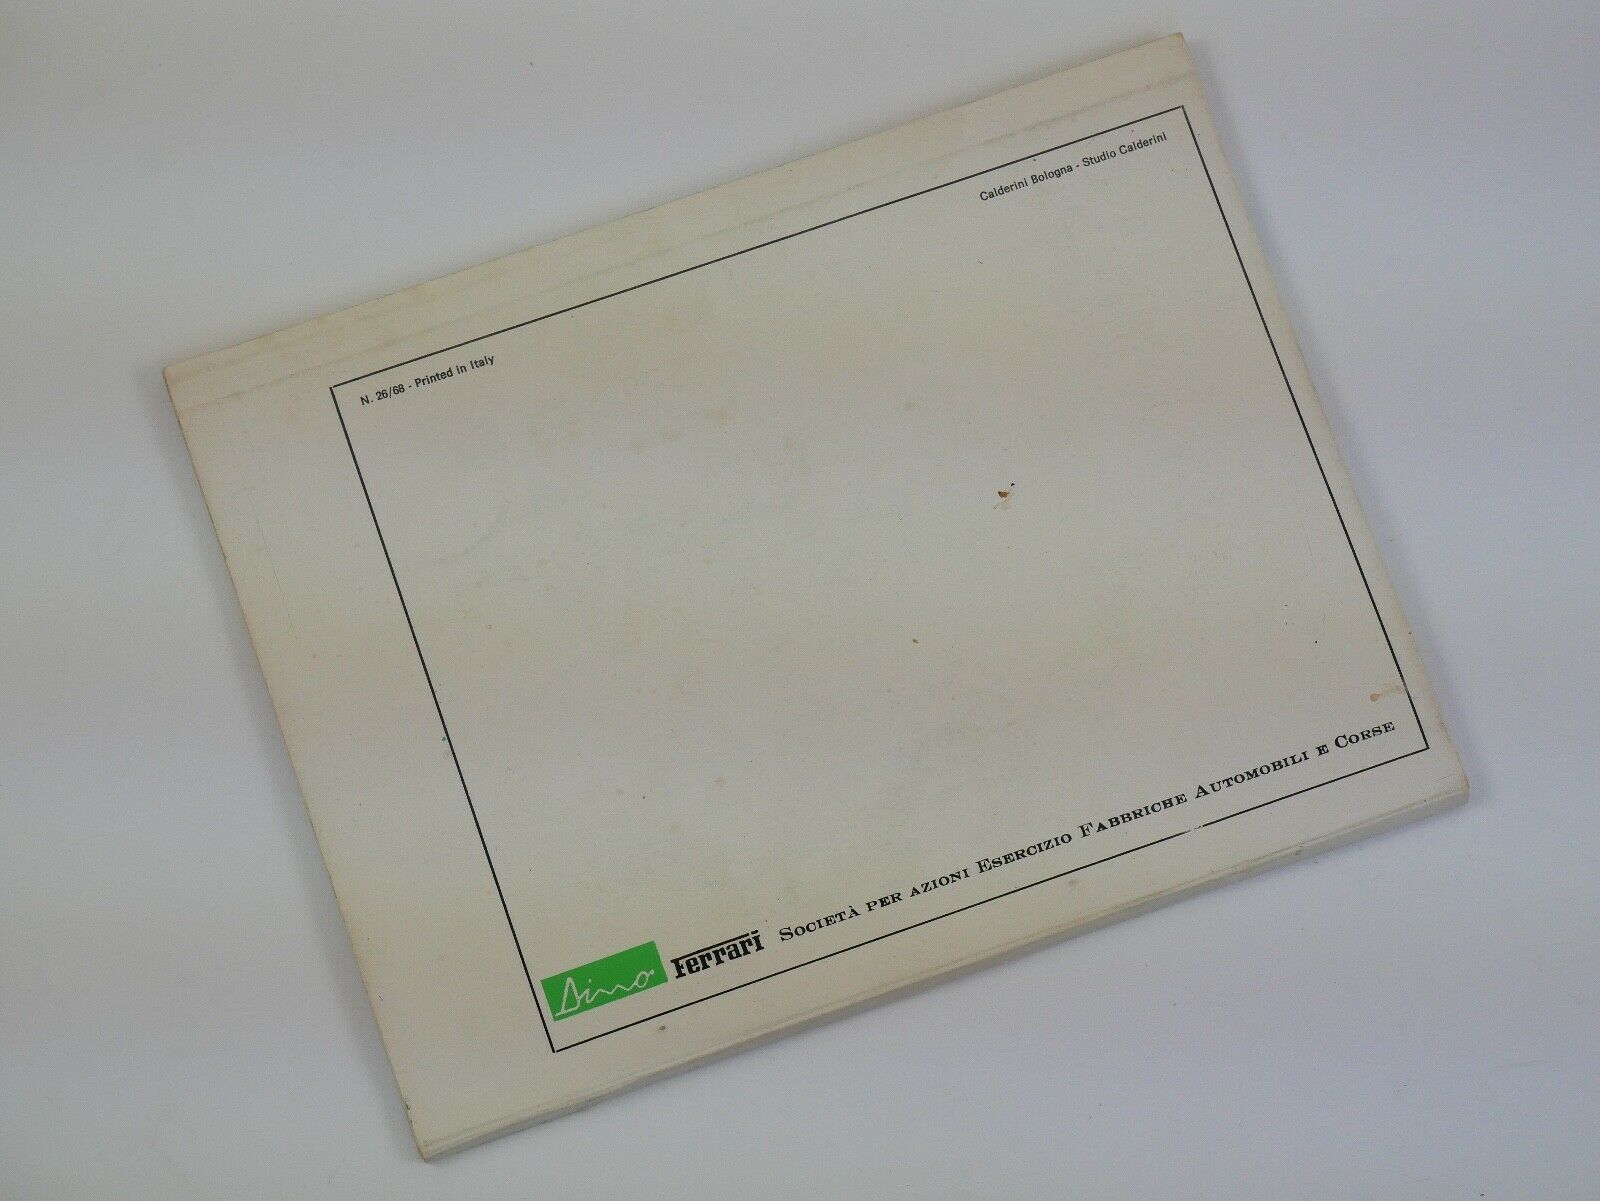 N. 26/68 - Printed in Italy
Calderini Bologna - Studio Calderini
Dino Ferrari Società per azioni Esercizio Fabbriche Automobili e Corse